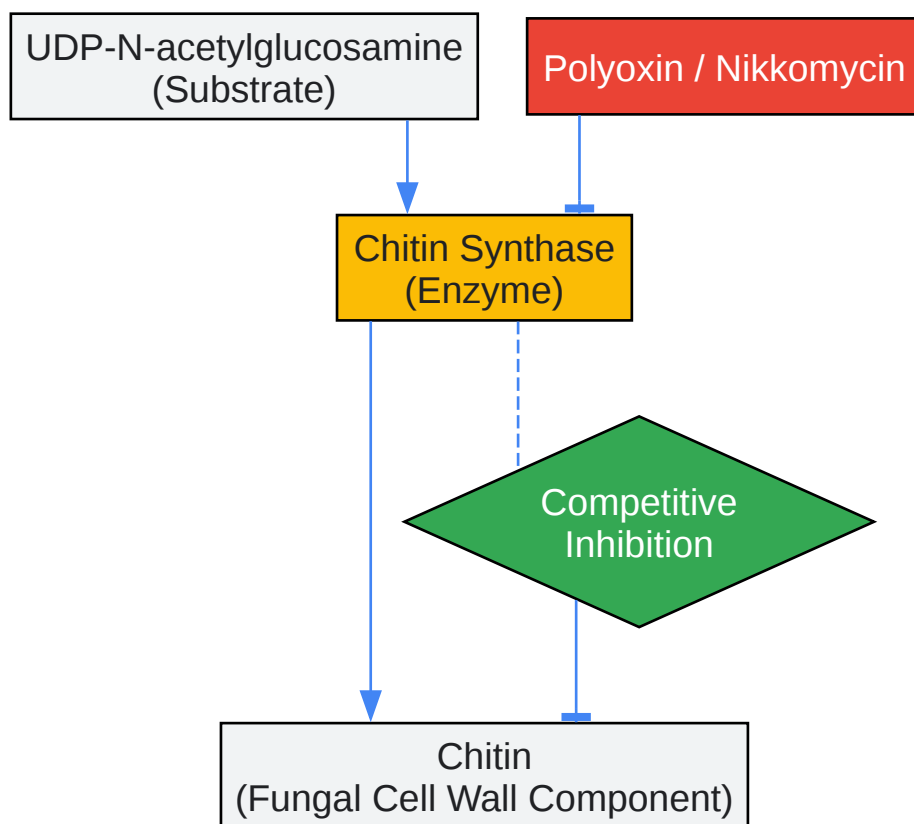 UDP-N-acetylglucosamine
(Substrate)
Polyoxin / Nikkomycin
Chitin Synthase
(Enzyme)
Competitive
Inhibition
Chitin
(Fungal Cell Wall Component)